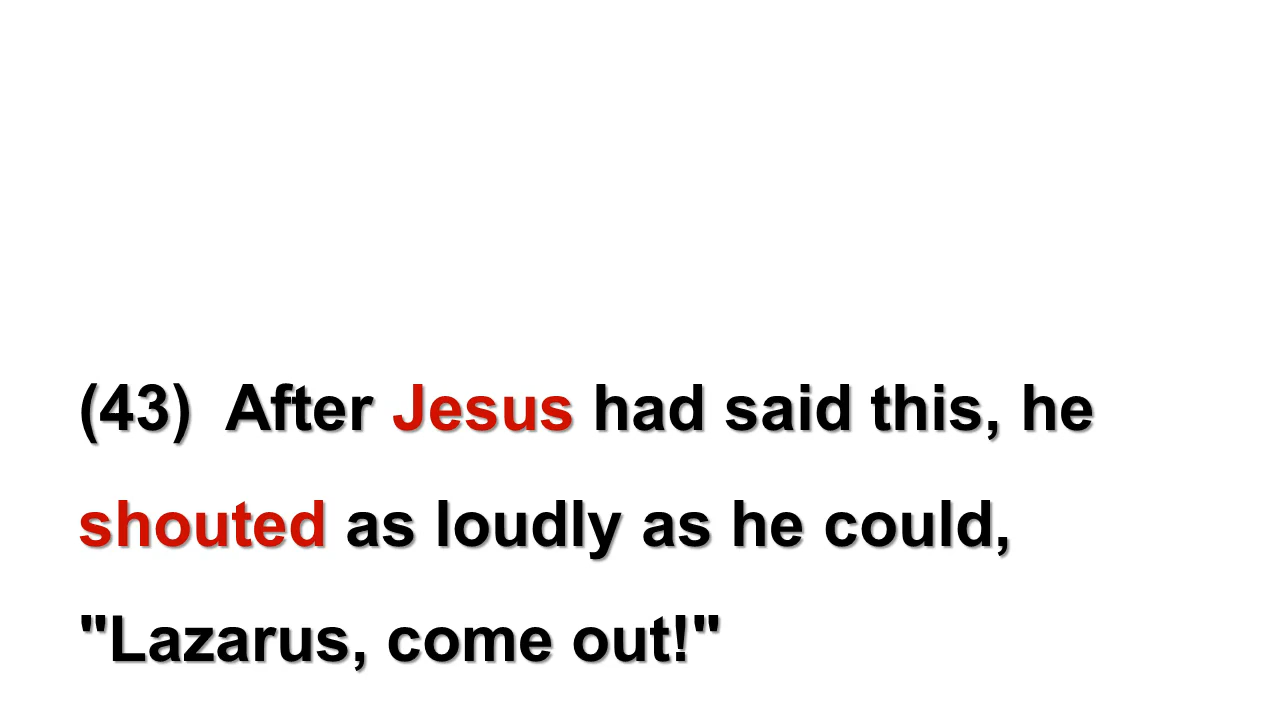 (43)  After Jesus had said this, he
shouted as loudly as he could,
"Lazarus, come out!"